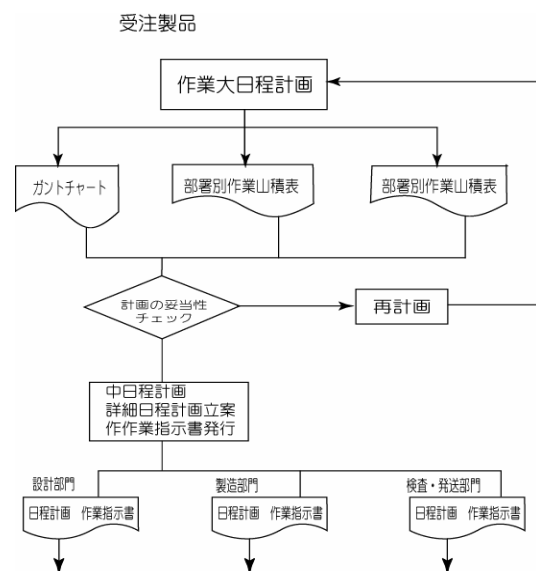 受注製品
作業大日程計画
ガントチャート
部署別作業山積表
部署別作業山積表
計画の妥当性
チェック
再計画
中日程計画
詳細日程計画立案
作作業指示書発行
設計部門
製造部門
検査・発送部門
日程計画　作業指示書
日程計画　作業指示書
日程計画　作業指示書